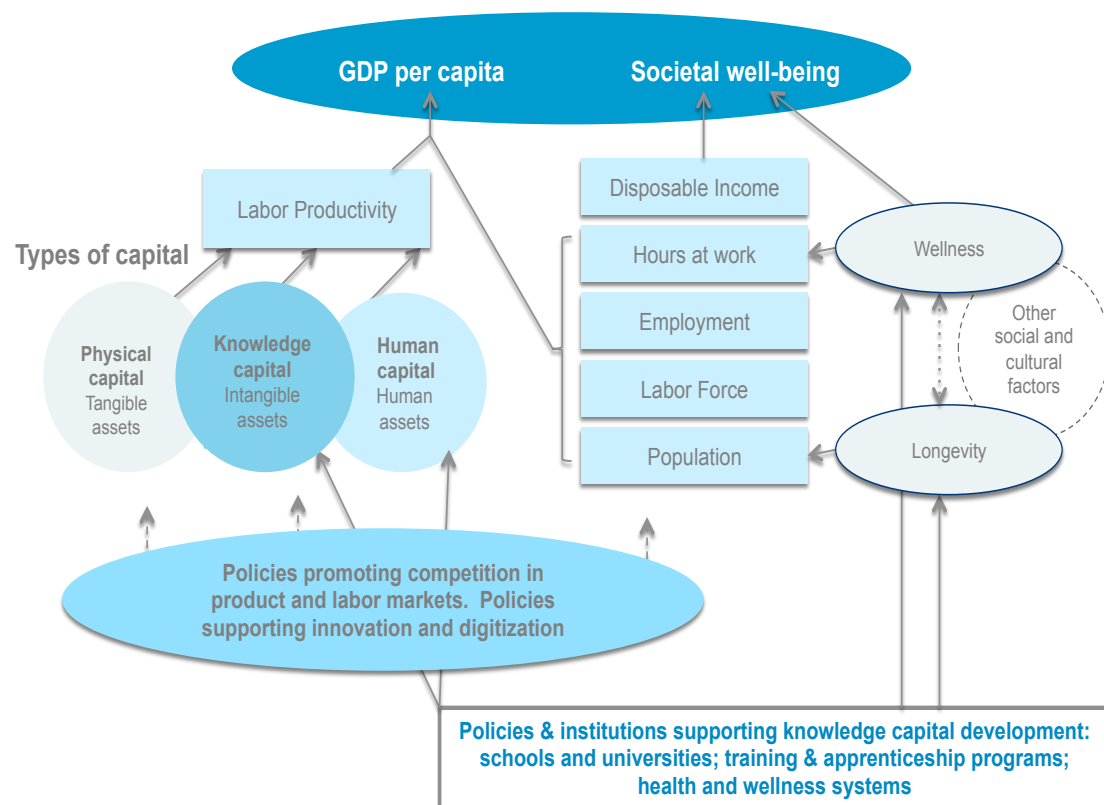 GDP per capita
Societal well-being
Disposable Income
Labor Productivity
Types of capital
Hours at work
Wellness
Employment
Other
social and
cultural
factors
Physical
capital
Tangible
assets
Knowledge
capital
Intangible
assets
Human
capital
Human
assets
Labor Force
Population
Longevity
Policies promoting competition in
product and labor markets.  Policies
supporting innovation and digitization
Policies & institutions supporting knowledge capital development:
schools and universities; training & apprenticeship programs;
health and wellness systems